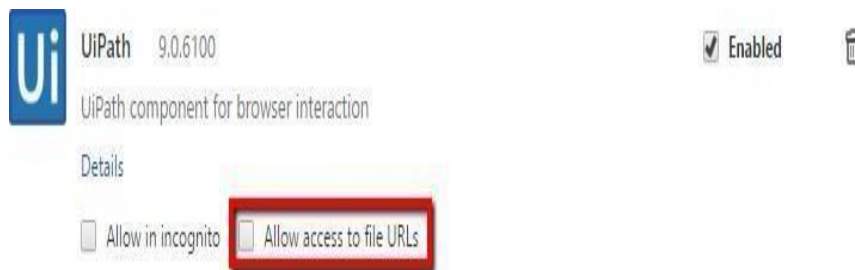 Ui
UiPath 9.0.6100 Enabled
UiPath component for browser interaction
Details
Allow in incognito Allow access to file URLs